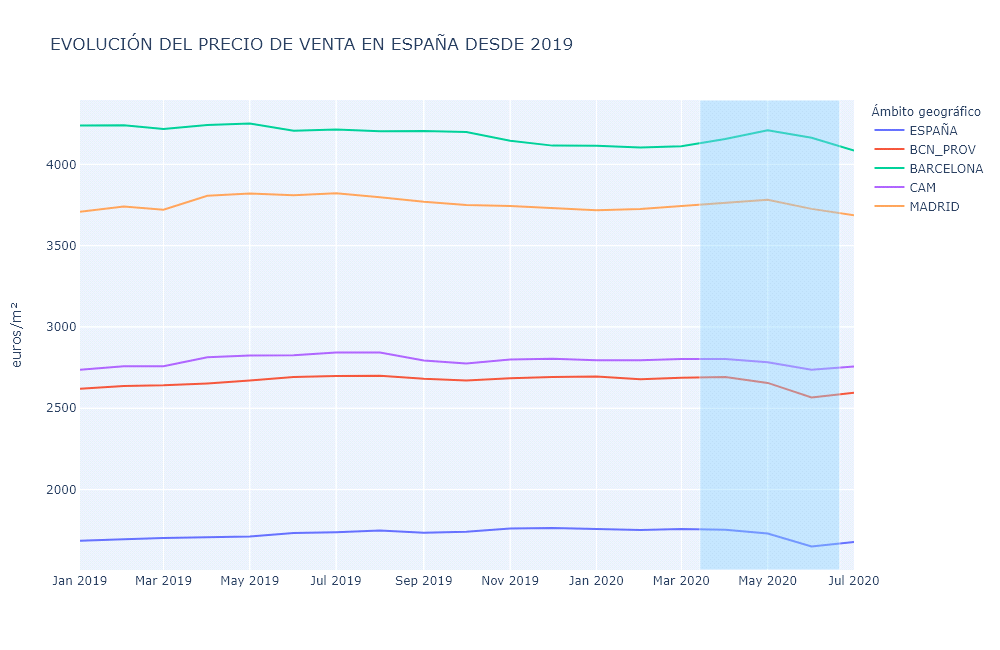 EVOLUCIÓN DEL PRECIO DE VENTA EN ESPAÑA DESDE 2019
Ámbito geográfico
ESPAÑA
BCN_PROV
BARCELONA
CAM
MADRID
euros/m²
4000
3500
3000
2500
2000
Jan 2019 Mar 2019 May 2019 Jul 2019 Sep 2019 Nov 2019 Jan 2020 Mar 2020 May 2020 Jul 2020